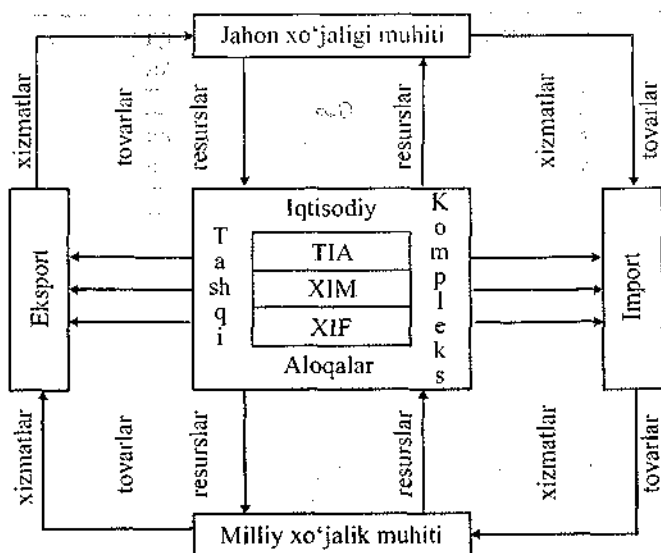 Jahon xo‘jaligi muhiti
xizmatlar
tovarlar
resurslar
resurslar
xizmatlar
tovarlar
Eksport
Tashqi
Iqtisodiy
TIA
XIM
XIF
Aloqalar
Kompleks
Import
xizmatlar
tovarlar
resurslar
resurslar
xizmatlar
tovarlar
Milliy xo‘jalik muhiti